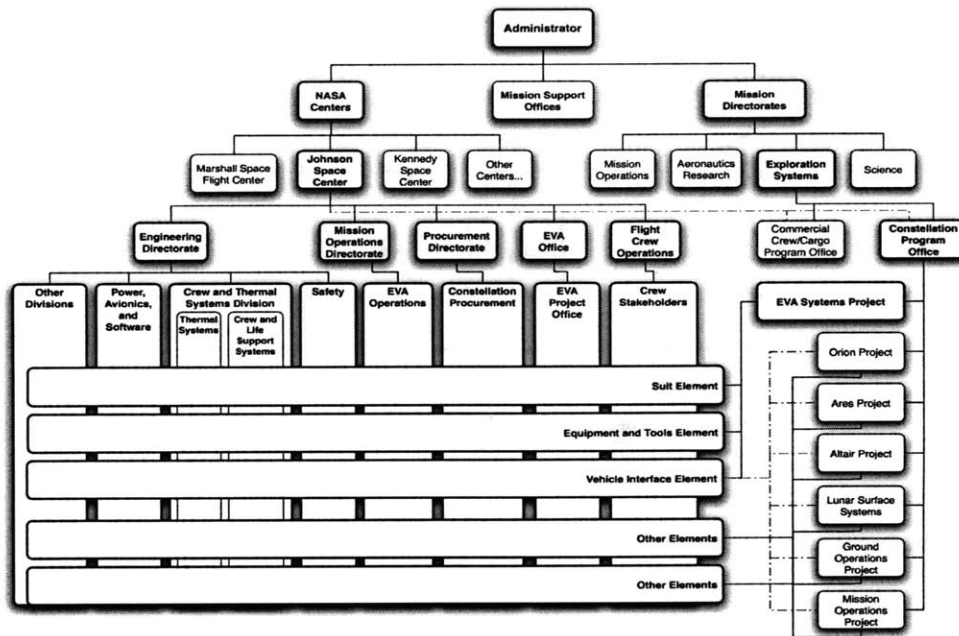 Administrator
NASA
Centers
Mission Support
Offices
Mission
Directorates
Marshall Space
Flight Center
Johnson
Space
Center
Kennedy
Space
Center
Other
Centers...
Mission
Operations
Aeronautics
Research
Exploration
Systems
Science
Engineering
Directorate
Mission
Operations
Directorate
Procurement
Directorate
EVA
Office
Flight
Crew
Operations
Commercial
Crew/Cargo
Program Office
Constellation
Program
Office
Other
Divisions
Power,
Avionics,
and
Software
Crew and Thermal
Systems Division
Thermal
Systems
Crew and Life
Support
Systems
Safety
EVA
Operations
Constellation
Procurement
EVA
Project
Office
Crew
Stakeholders
EVA Systems Project
Orion Project
Suit Element
Ares Project
Equipment and Tools Element
Altair Project
Vehicle Interface Element
Lunar Surface
Systems
Other Elements
Ground
Operations
Project
Other Elements
Mission
Operations
Project